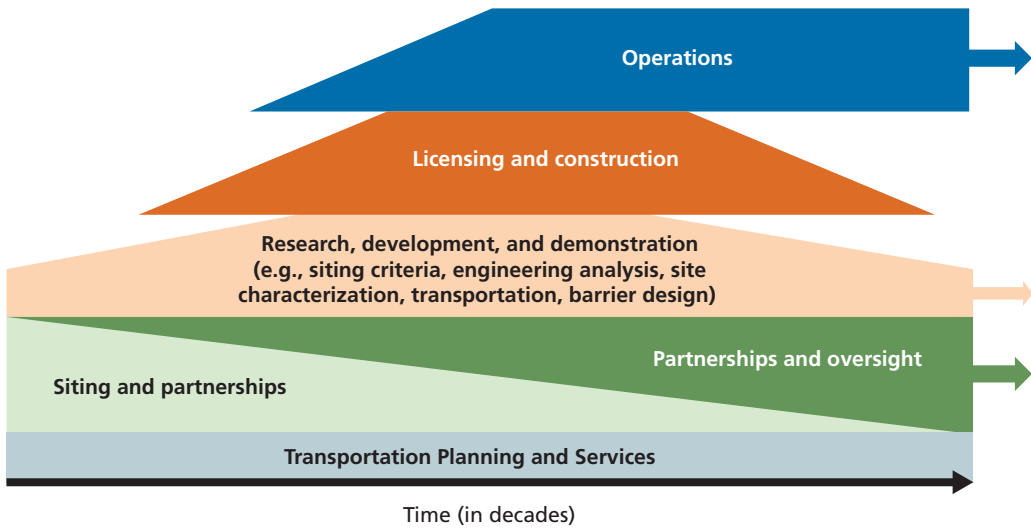 Operations
Licensing and construction
Research, development, and demonstration
(e.g., siting criteria, engineering analysis, site
characterization, transportation, barrier design)
Partnerships and oversight
Siting and partnerships
Transportation Planning and Services
Time (in decades)